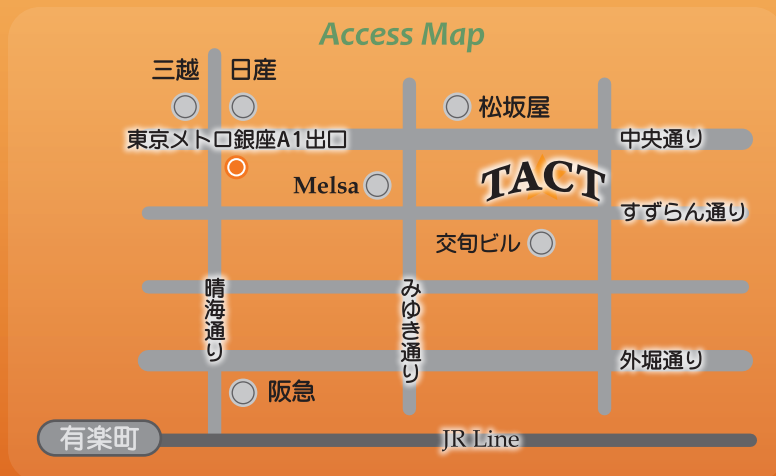 Access Map
三越
日産
松坂屋
東京メトロ銀座A1出口
中央通り
Melsa
TACT
すずらん通り
交旬ビル
晴海通り
みゆき通り
外堀通り
阪急
有楽町
JR Line